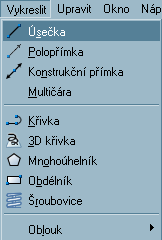 Vykreslit Upravit Okno Náp
Úsečka
Polopřímka
Konstrukční přímka
Multičára
Křivka
3D křivka
Mnohoúhelník
Obdélník
Šroubovice
Oblouk